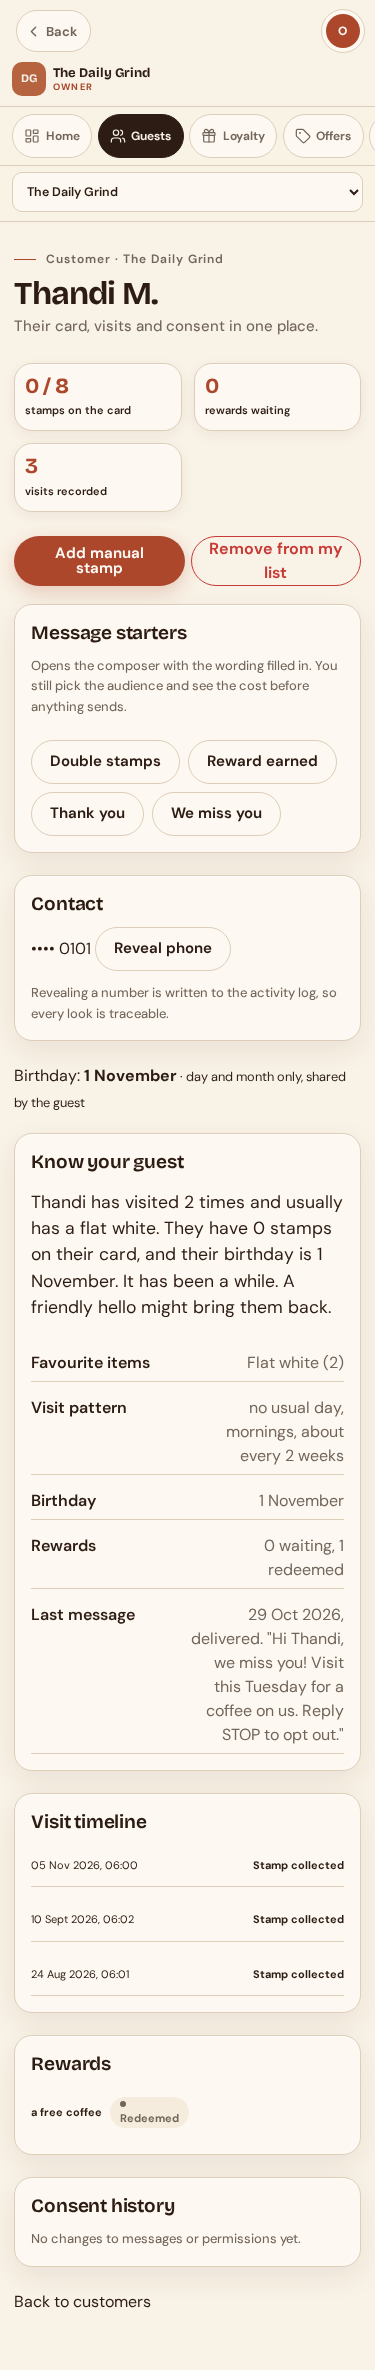 Back
O
DG
The Daily Grind
OWNER
Home
Guests
Loyalty
Offers
The Daily Grind
Customer · The Daily Grind
Thandi M.
Their card, visits and consent in one place.
0 / 8
stamps on the card
0
rewards waiting
3
visits recorded
Add manual
stamp
Remove from my
list
Message starters
Opens the composer with the wording filled in. You
still pick the audience and see the cost before
anything sends.
Double stamps
Reward earned
Thank you
We miss you
Contact
•••• 0101
Reveal phone
Revealing a number is written to the activity log, so
every look is traceable.
Birthday: 1 November · day and month only, shared
by the guest
Know your guest
Thandi has visited 2 times and usually
has a flat white. They have 0 stamps
on their card, and their birthday is 1
November. It has been a while. A
friendly hello might bring them back.
Favourite items
Flat white (2)
Visit pattern
no usual day,
mornings, about
every 2 weeks
Birthday
1 November
Rewards
0 waiting, 1
redeemed
Last message
29 Oct 2026,
delivered. "Hi Thandi,
we miss you! Visit
this Tuesday for a
coffee on us. Reply
STOP to opt out."
Visit timeline
05 Nov 2026, 06:00
Stamp collected
10 Sept 2026, 06:02
Stamp collected
24 Aug 2026, 06:01
Stamp collected
Rewards
a free coffee
Redeemed
Consent history
No changes to messages or permissions yet.
Back to customers